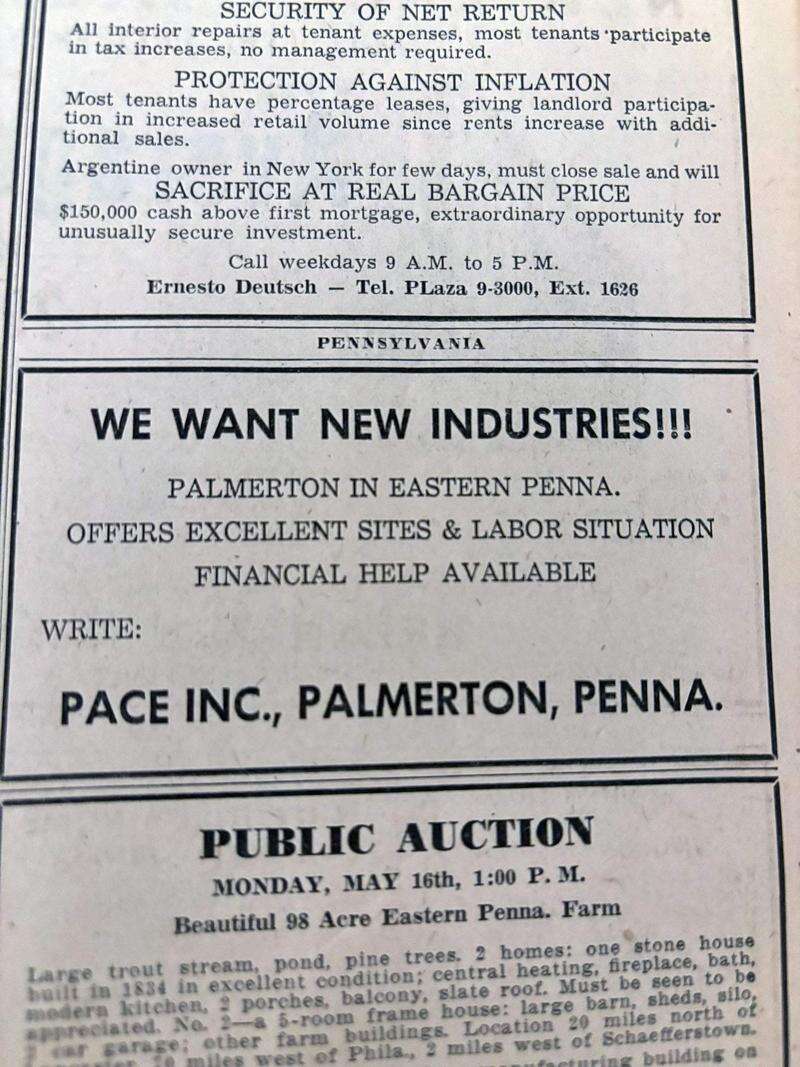 SECURITY OF NET RETURN
All interior repairs at tenant expenses, most tenants participate
in tax increases, no management required.
PROTECTION AGAINST INFLATION
Most tenants have percentage leases, giving landlord participa-
tion in increased retail volume since rents increase with addi-
tional sales.
Argentine owner in New York for few days, must close sale and will
SACRIFICE AT REAL BARGAIN PRICE
$150,000 cash above first mortgage, extraordinary opportunity for
unusually secure investment.
Call weekdays 9 A.M. to 5 P.M.
Ernesto Deutsch — Tel. PLaza 9-3000, Ext. 1626
PENNSYLVANIA
WE WANT NEW INDUSTRIES!!!
PALMERTON IN EASTERN PENNA.
OFFERS EXCELLENT SITES & LABOR SITUATION
FINANCIAL HELP AVAILABLE
WRITE:
PACE INC., PALMERTON, PENNA.
PUBLIC AUCTION
MONDAY, MAY 16th, 1:00 P. M.
Beautiful 98 Acre Eastern Penna. Farm
Large trout stream, pond, pine trees. 2 homes: one stone house
built in 1834 in excellent condition; central heating, fireplace, bath,
modern kitchen, 2 porches, balcony, slate roof. Must be seen to be
appreciated. No. 2—a 5-room frame house: large barn, sheds, silo,
car garage; other farm buildings. Location 20 miles north of
miles west of Phila., 2 miles west of Schaefferstown.
building on